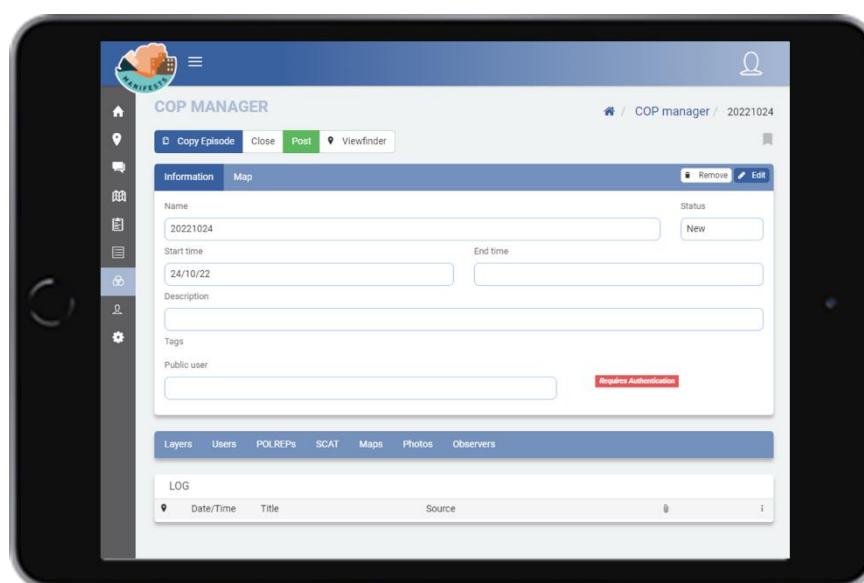 MANIFESTS
COP MANAGER
COP manager / 20221024
Copy Episode Close Post Viewfinder
Information Map Remove Edit
Name Status
20221024 New
Start time End time
24/10/22
Description
Tags
Public user
Requires Authentication
Layers Users POLREPs SCAT Maps Photos Observers
LOG
Date/Time Title Source